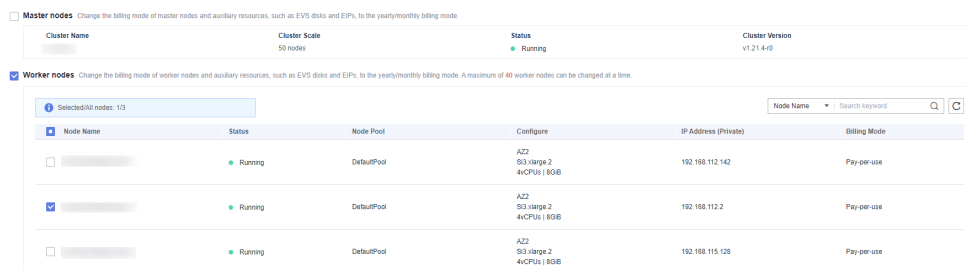 Master nodes Change the billing mode of master nodes and auxiliary resources, such as EVS disks and EIPs, to the yearly/monthly billing mode.
Cluster Name Cluster Scale Status Cluster Version
50 nodes Running v1.21.4-r0
Worker nodes Change the billing mode of worker nodes and auxiliary resources, such as EVS disks and EIPs, to the yearly/monthly billing mode. A maximum of 40 worker nodes can be changed at a time.
Selected/All nodes: 1/3 Node Name Search keyword
Node Name Status Node Pool Configure IP Address (Private) Billing Mode
AZ2
Running DefaultPool SI3.xlarge.2 192.168.112.142 Pay-per-use
4vCPUs | 8GiB
AZ2
Running DefaultPool SI3.xlarge.2 192.168.112.2 Pay-per-use
4vCPUs | 8GiB
AZ2
Running DefaultPool SI3.xlarge.2 192.168.115.128 Pay-per-use
4vCPUs | 8GiB